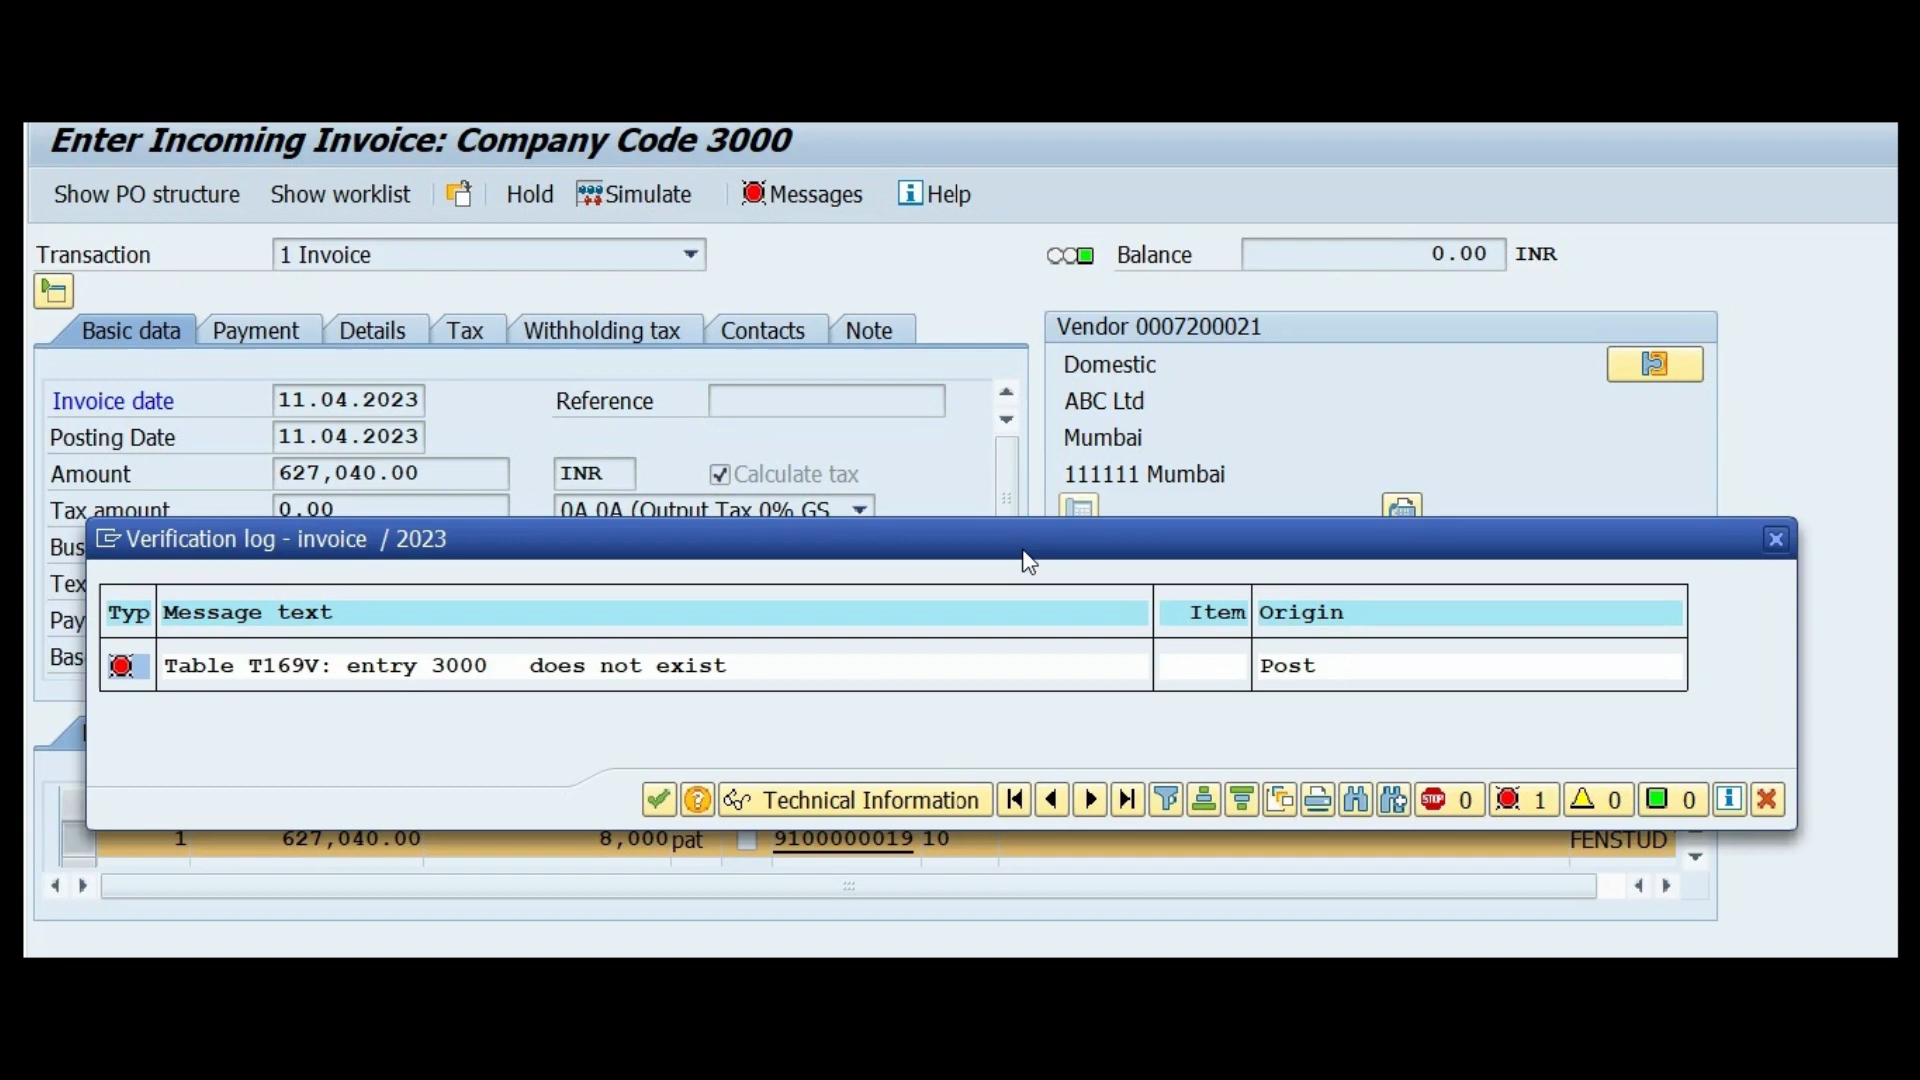 Enter Incoming Invoice: Company Code 3000
Show PO structure Show worklist Hold Simulate Messages Help
Transaction 1 Invoice Balance 0.00 INR
Basic data Payment Details Tax Withholding tax Contacts Note
Vendor 0007200021
Domestic
Invoice date 11.04.2023 Reference
ABC Ltd
Posting Date 11.04.2023
Mumbai
Amount 627,040.00 INR Calculate tax
111111 Mumbai
Tax amount 0.00 0A 0A (Output Tax 0% GS
Verification log - invoice / 2023
Bus
Tex
Pay
Bas
Typ Message text Item Origin
Table T169V: entry 3000 does not exist Post
Technical Information STOP 0 1 0 0
1 627,040.00 8,000 pat 9100000019 10 FENSTUD